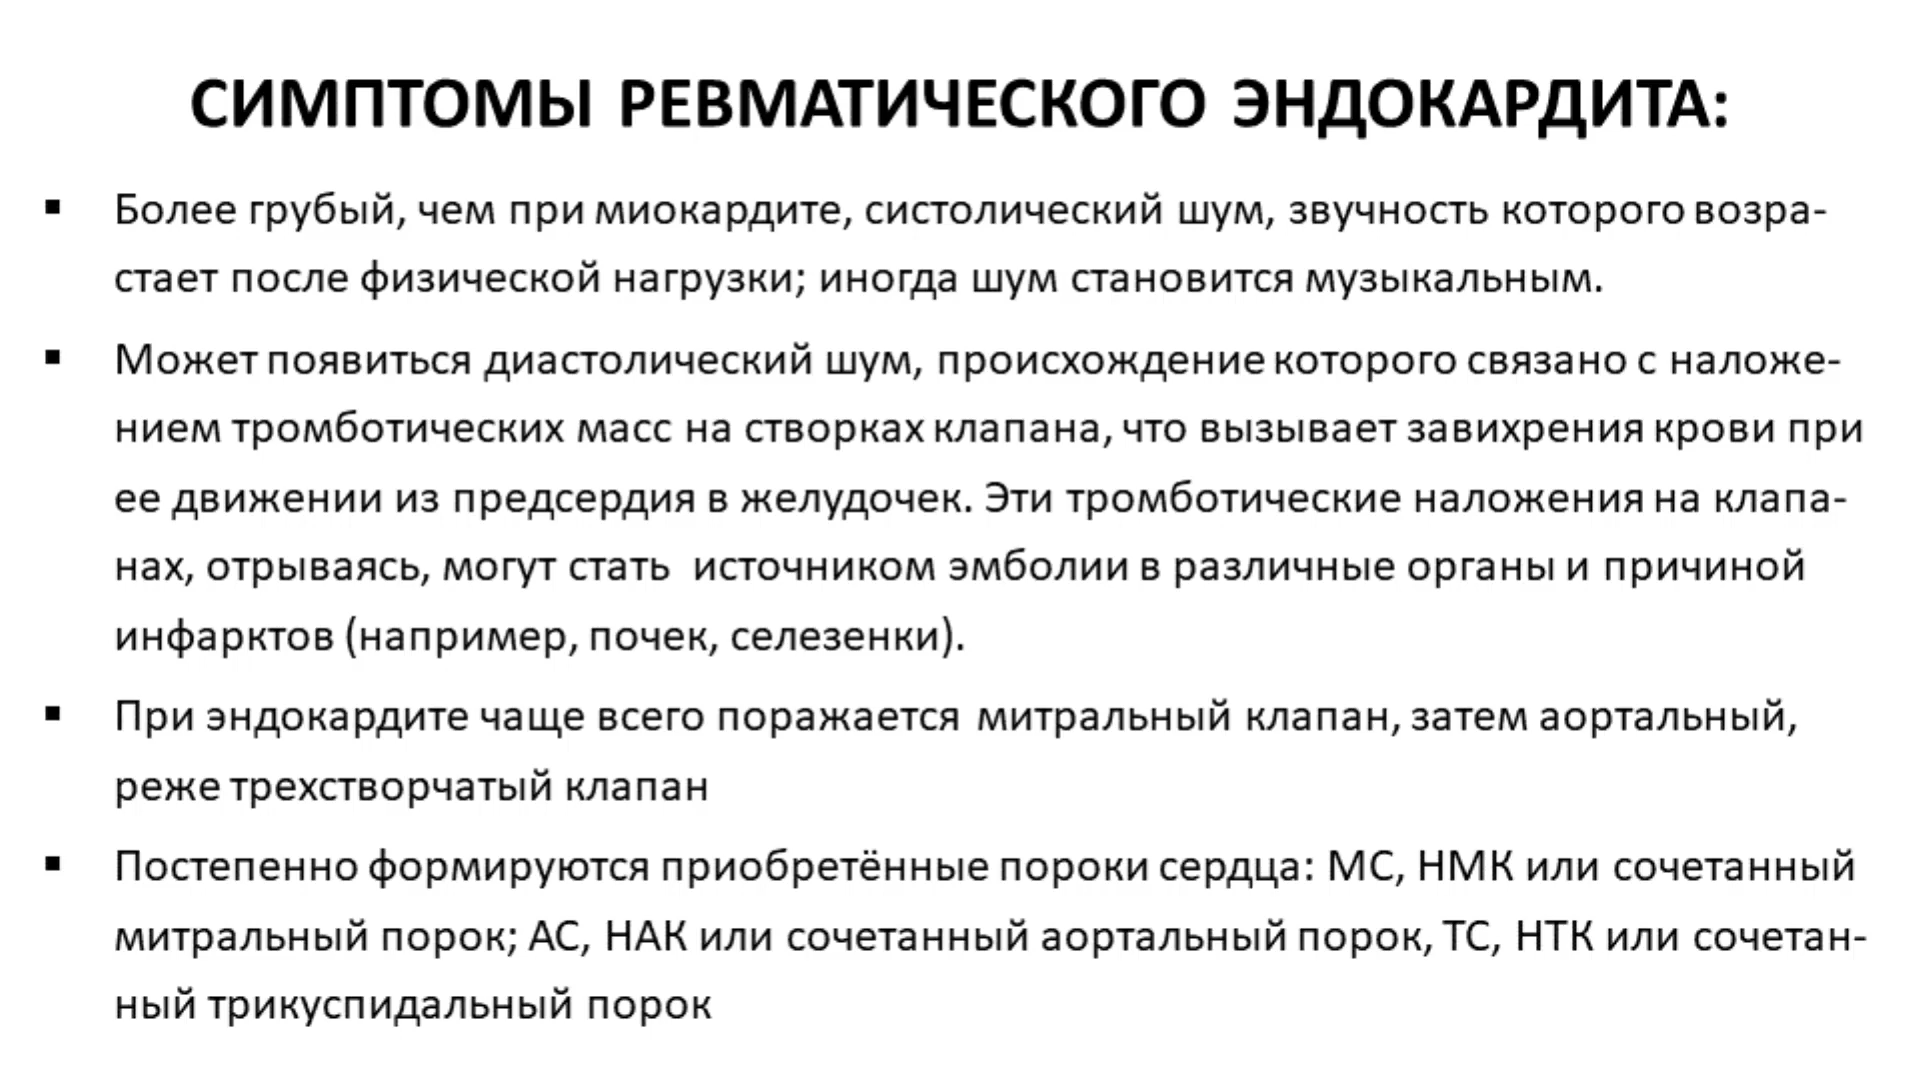 СИМПТОМЫ РЕВМАТИЧЕСКОГО ЭНДОКАРДИТА:
▪ Более грубый, чем при миокардите, систолический шум, звучность которого возра-
стает после физической нагрузки; иногда шум становится музыкальным.
▪ Может появиться диастолический шум, происхождение которого связано с наложе-
нием тромботических масс на створках клапана, что вызывает завихрения крови при
ее движении из предсердия в желудочек. Эти тромботические наложения на клапа-
нах, отрываясь, могут стать источником эмболии в различные органы и причиной
инфарктов (например, почек, селезенки).
▪ При эндокардите чаще всего поражается митральный клапан, затем аортальный,
реже трехстворчатый клапан
▪ Постепенно формируются приобретённые пороки сердца: МС, НМК или сочетанный
митральный порок; АС, НАК или сочетанный аортальный порок, ТС, НТК или сочетан-
ный трикуспидальный порок